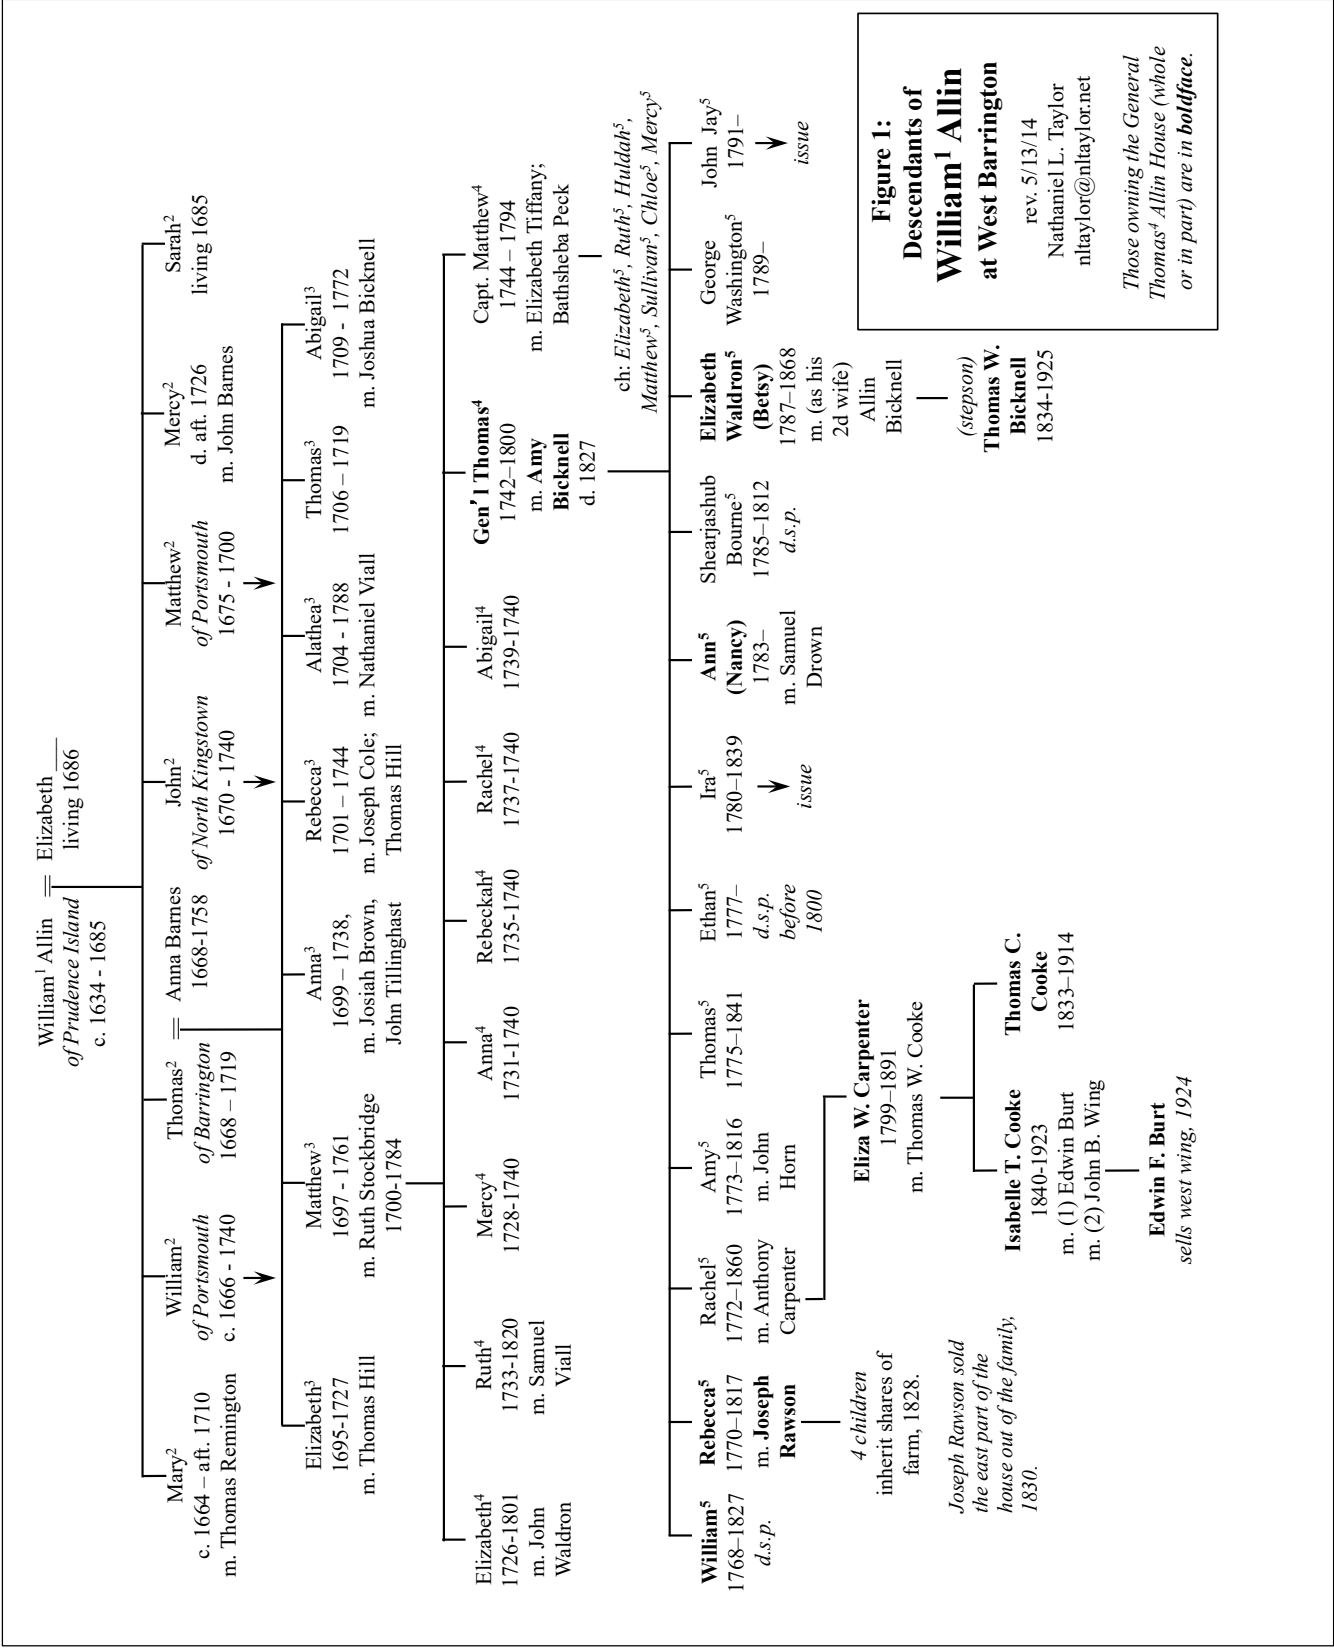 William¹ Allin
of Prudence Island
c. 1634 - 1685
=
Elizabeth ____
living 1686
Mary²
c. 1664 – aft. 1710
m. Thomas Remington
William²
of Portsmouth
c. 1666 - 1740
Thomas²
of Barrington
1668 – 1719
=
Anna Barnes
1668-1758
John²
of North Kingstown
1670 - 1740
Matthew²
of Portsmouth
1675 - 1700
Mercy²
d. aft. 1726
m. John Barnes
Sarah²
living 1685
Elizabeth³
1695-1727
m. Thomas Hill
Matthew³
1697 - 1761
m. Ruth Stockbridge
1700-1784
Anna³
1699 – 1738,
m. Josiah Brown,
John Tillinghast
Rebecca³
1701 – 1744
m. Joseph Cole;
Thomas Hill
Alathea³
1704 - 1788
m. Nathaniel Viall
Thomas³
1706 – 1719
Abigail³
1709 - 1772
m. Joshua Bicknell
Elizabeth⁴
1726-1801
m. John
Waldron
Ruth⁴
1733-1820
m. Samuel
Viall
Mercy⁴
1728-1740
Anna⁴
1731-1740
Rebeckah⁴
1735-1740
Rachel⁴
1737-1740
Abigail⁴
1739-1740
Gen'l Thomas⁴
1742–1800
m. Amy
Bicknell
d. 1827
Capt. Matthew⁴
1744 – 1794
m. Elizabeth Tiffany;
Bathsheba Peck
ch: Elizabeth⁵, Ruth⁵, Huldah⁵,
Matthew⁵, Sullivan⁵, Chloe⁵, Mercy⁵
William⁵
1768–1827
d.s.p.
Rebecca⁵
1770–1817
m. Joseph
Rawson
Rachel⁵
1772–1860
m. Anthony
Carpenter
Amy⁵
1773–1816
m. John
Horn
Thomas⁵
1775–1841
Ethan⁵
1777–
d.s.p.
before
1800
Ira⁵
1780–1839
issue
Ann⁵
(Nancy)
1783–
m. Samuel
Drown
Shearjashub
Bourne⁵
1785–1812
d.s.p.
Elizabeth
Waldron⁵
(Betsy)
1787–1868
m. (as his
2d wife)
Allin
Bicknell
George
Washington⁵
1789–
John Jay⁵
1791–
issue
4 children
inherit shares of
farm, 1828.
Joseph Rawson sold
the east part of the
house out of the family,
1830.
Eliza W. Carpenter
1799–1891
m. Thomas W. Cooke
(stepson)
Thomas W.
Bicknell
1834-1925
Isabelle T. Cooke
1840-1923
m. (1) Edwin Burt
m. (2) John B. Wing
Thomas C.
Cooke
1833–1914
Edwin F. Burt
sells west wing, 1924
Figure 1:
Descendants of
William¹ Allin
at West Barrington
rev. 5/13/14
Nathaniel L. Taylor
nltaylor@nltaylor.net
Those owning the General
Thomas⁴ Allin House (whole
or in part) are in boldface.